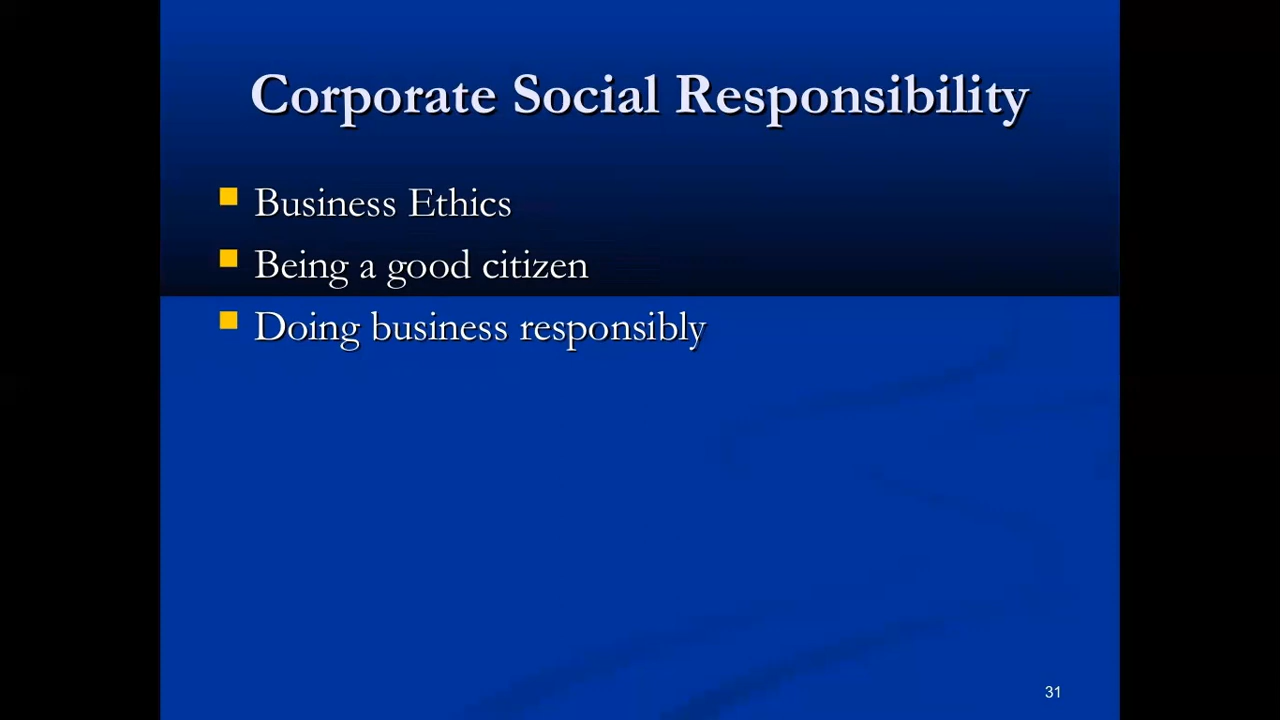 Corporate Social Responsibility
Business Ethics
Being a good citizen
Doing business responsibly
31